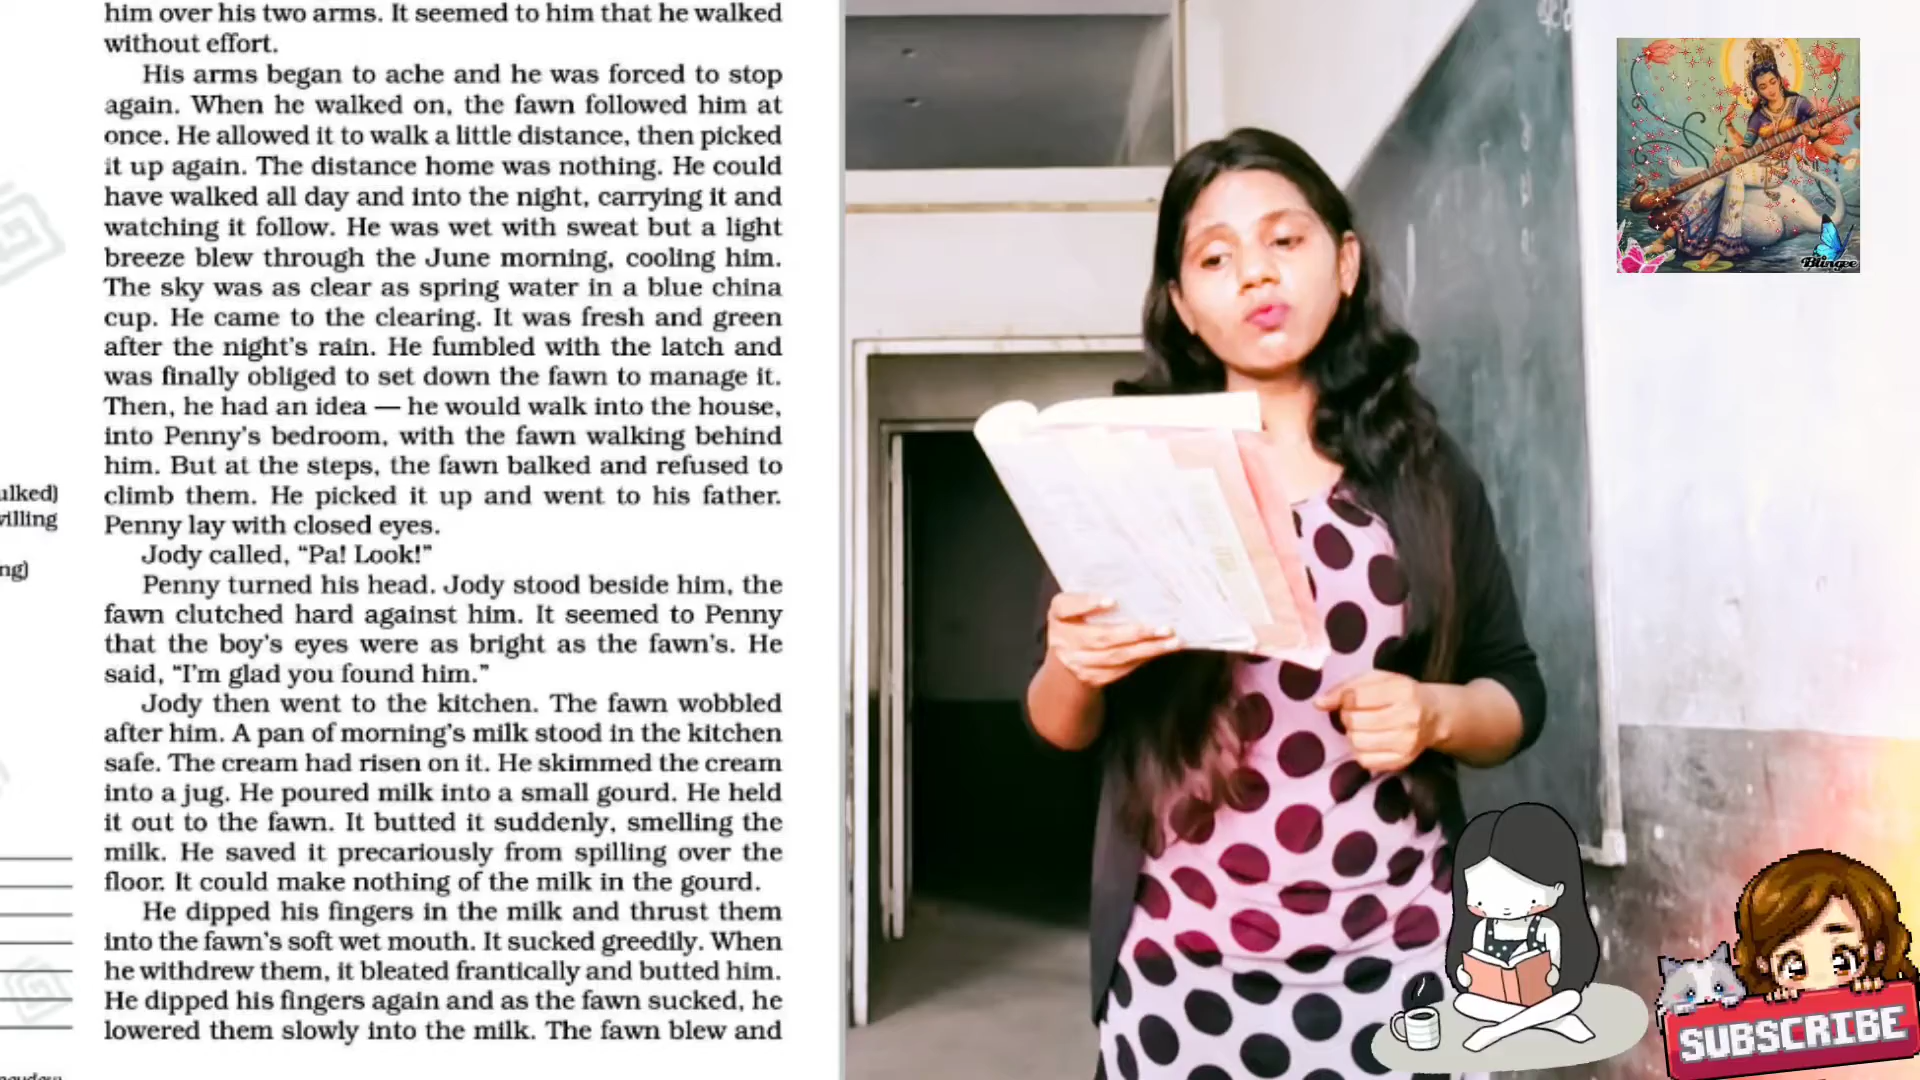 him over his two arms. It seemed to him that he walked
without effort.
His arms began to ache and he was forced to stop
again. When he walked on, the fawn followed him at
once. He allowed it to walk a little distance, then picked
it up again. The distance home was nothing. He could
have walked all day and into the night, carrying it and
watching it follow. He was wet with sweat but a light
breeze blew through the June morning, cooling him.
The sky was as clear as spring water in a blue china
cup. He came to the clearing. It was fresh and green
after the night's rain. He fumbled with the latch and
was finally obliged to set down the fawn to manage it.
Then, he had an idea — he would walk into the house,
into Penny's bedroom, with the fawn walking behind
him. But at the steps, the fawn balked and refused to
climb them. He picked it up and went to his father.
Penny lay with closed eyes.
Jody called, “Pa! Look!”
Penny turned his head. Jody stood beside him, the
fawn clutched hard against him. It seemed to Penny
that the boy's eyes were as bright as the fawn's. He
said, “I'm glad you found him.”
Jody then went to the kitchen. The fawn wobbled
after him. A pan of morning's milk stood in the kitchen
safe. The cream had risen on it. He skimmed the cream
into a jug. He poured milk into a small gourd. He held
it out to the fawn. It butted it suddenly, smelling the
milk. He saved it precariously from spilling over the
floor. It could make nothing of the milk in the gourd.
He dipped his fingers in the milk and thrust them
into the fawn's soft wet mouth. It sucked greedily. When
he withdrew them, it bleated frantically and butted him.
He dipped his fingers again and as the fawn sucked, he
lowered them slowly into the milk. The fawn blew and
ulked)
villing
ng)
Blingee
SUBSCRIBE